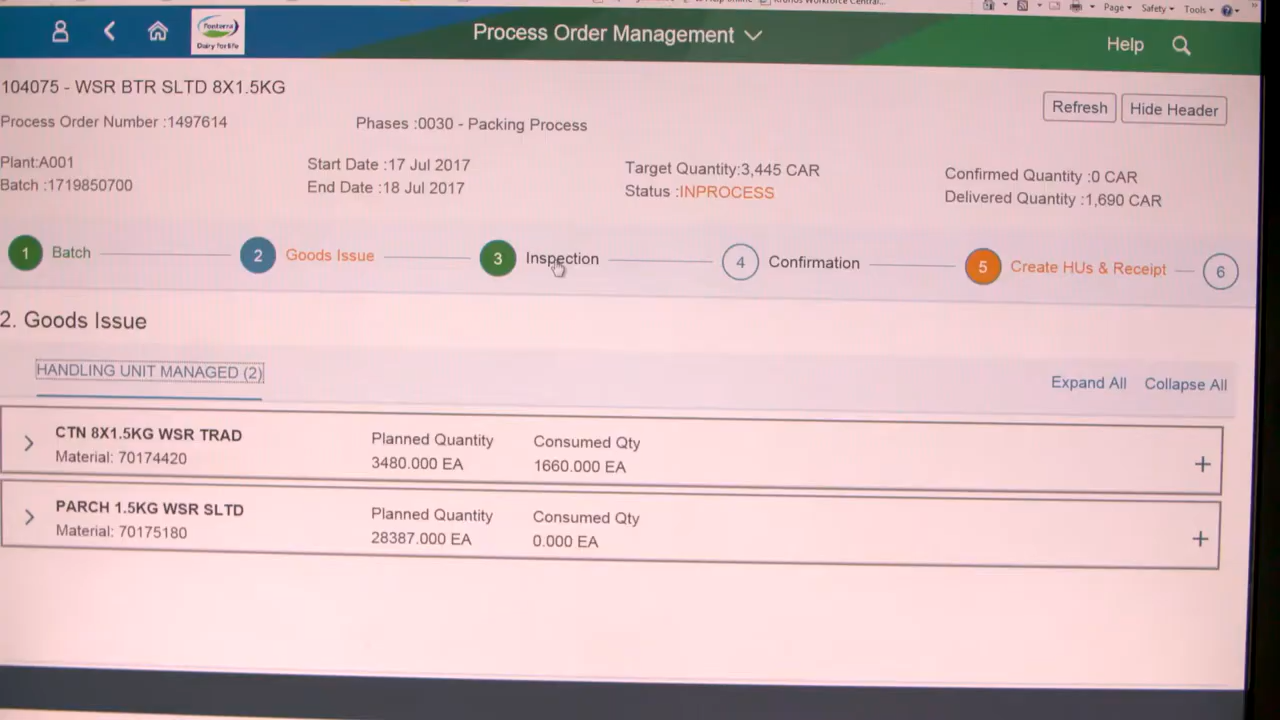 Page Safety Tools
Fonterra
Dairy for life
Process Order Management
Help
104075 - WSR BTR SLTD 8X1.5KG
Refresh
Hide Header
Process Order Number :1497614
Phases :0030 - Packing Process
Plant:A001
Start Date :17 Jul 2017
Target Quantity:3,445 CAR
Confirmed Quantity :0 CAR
Batch :1719850700
End Date :18 Jul 2017
Status :INPROCESS
Delivered Quantity :1,690 CAR
1 Batch
2 Goods Issue
3 Inspection
4 Confirmation
5 Create HUs & Receipt
6
2. Goods Issue
HANDLING UNIT MANAGED (2)
Expand All
Collapse All
CTN 8X1.5KG WSR TRAD
Planned Quantity
Consumed Qty
Material: 70174420
3480.000 EA
1660.000 EA
PARCH 1.5KG WSR SLTD
Planned Quantity
Consumed Qty
Material: 70175180
28387.000 EA
0.000 EA